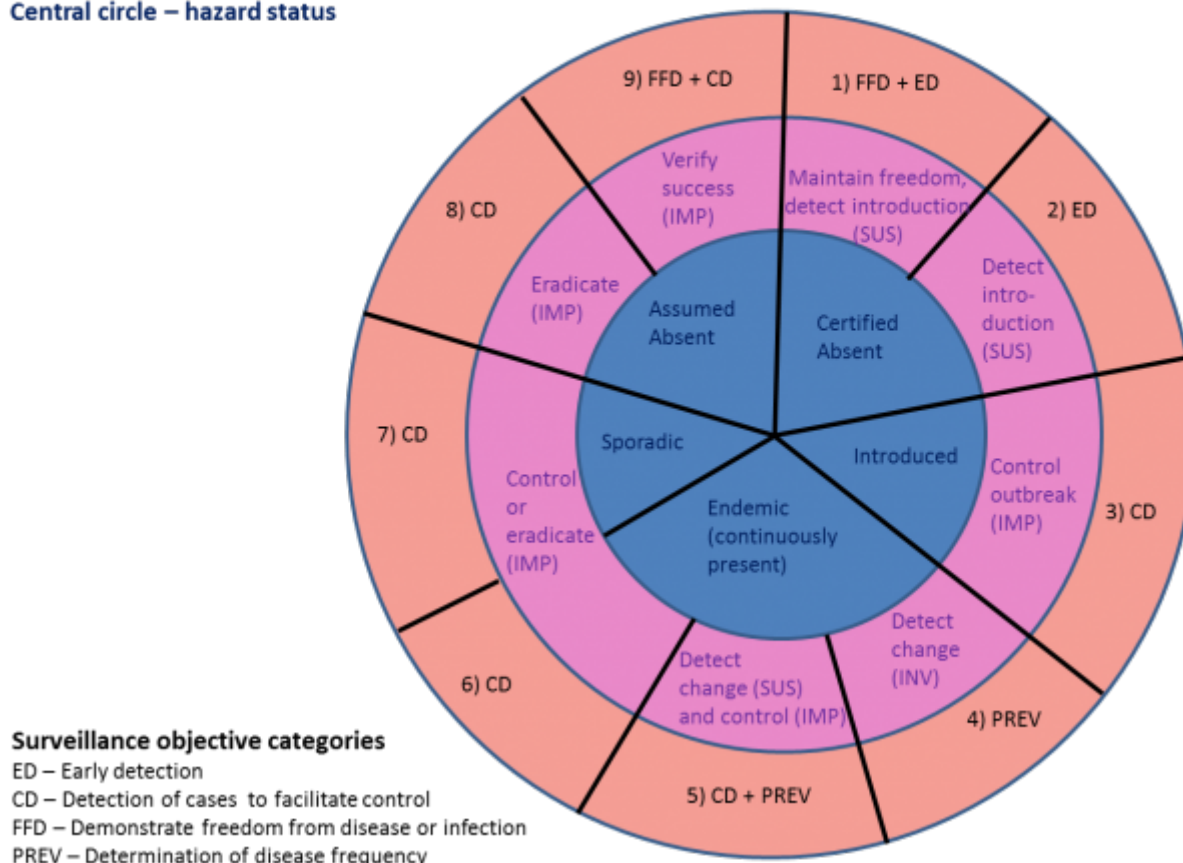 Central circle – hazard status
9) FFD + CD
1) FFD + ED
8) CD
2) ED
7) CD
3) CD
6) CD
4) PREV
5) CD + PREV
Verify
success
(IMP)
Maintain freedom,
detect introduction
(SUS)
Eradicate
(IMP)
Detect
intro-
duction
(SUS)
Control
or
eradicate
(IMP)
Control
outbreak
(IMP)
Detect
change (SUS)
and control (IMP)
Detect
change
(INV)
Assumed
Absent
Certified
Absent
Sporadic
Introduced
Endemic
(continuously
present)
Surveillance objective categories
ED – Early detection
CD – Detection of cases to facilitate control
FFD – Demonstrate freedom from disease or infection
PREV – Determination of disease frequency